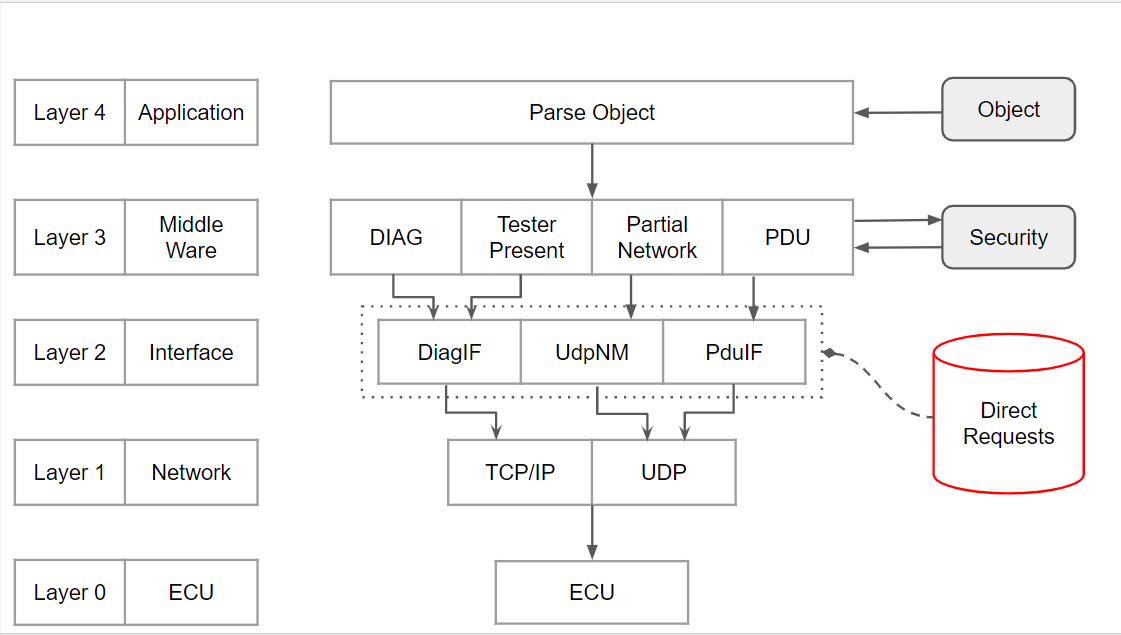 Layer 4
Application
Parse Object
Object
Layer 3
Middle
Ware
DIAG
Tester
Present
Partial
Network
PDU
Security
Layer 2
Interface
DiagIF
UdpNM
PduIF
Direct
Requests
Layer 1
Network
TCP/IP
UDP
Layer 0
ECU
ECU